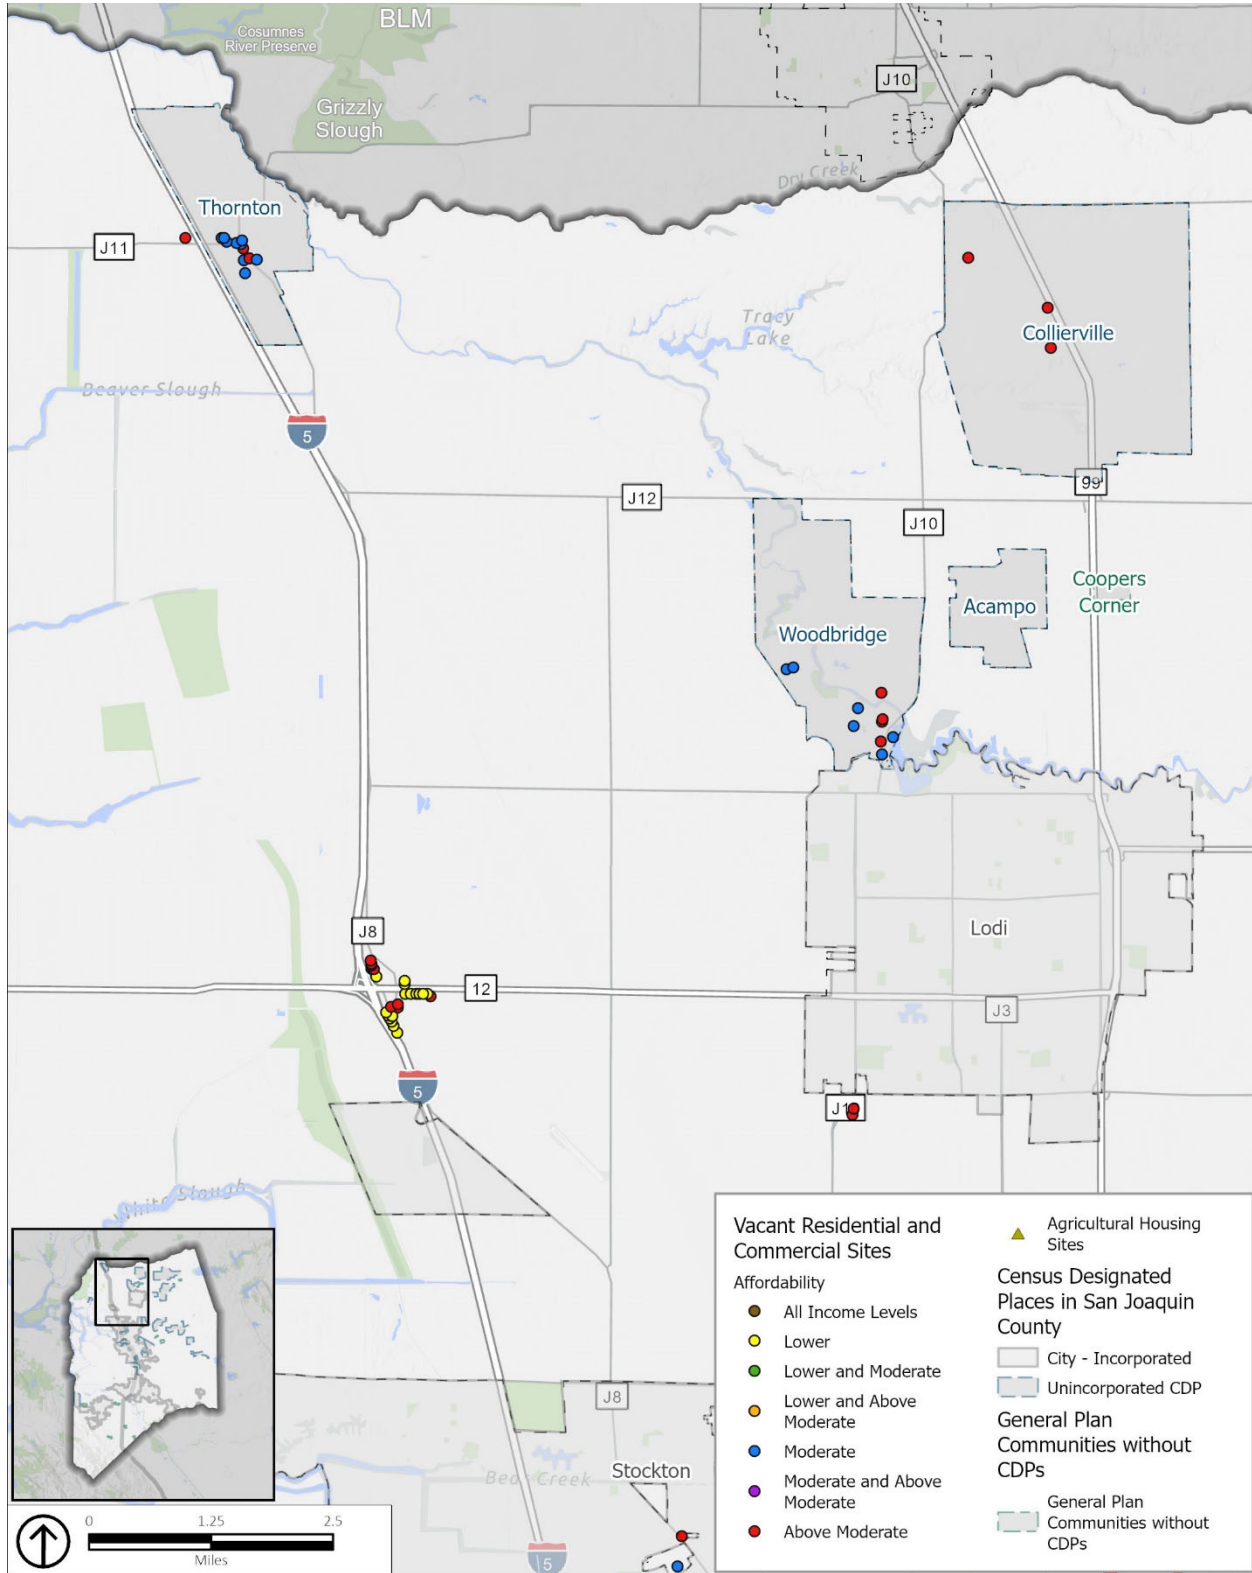 BLM
Cosumnes
River Preserve
J10
Grizzly
Slough
Dry Creek
Thornton
J11
Tracy
Lake
Collierville
Beaver Slough
5
99
J12
J10
Coopers
Corner
Acampo
Woodbridge
J8
Lodi
12
J3
5
J1
White Slough
J8
Bear Creek
Stockton
5
0
1.25
2.5
Miles
Vacant Residential and
Commercial Sites
Affordability
All Income Levels
Lower
Lower and Moderate
Lower and Above
Moderate
Moderate
Moderate and Above
Moderate
Above Moderate
Agricultural Housing
Sites
Census Designated
Places in San Joaquin
County
City - Incorporated
Unincorporated CDP
General Plan
Communities without
CDPs
General Plan
Communities without
CDPs